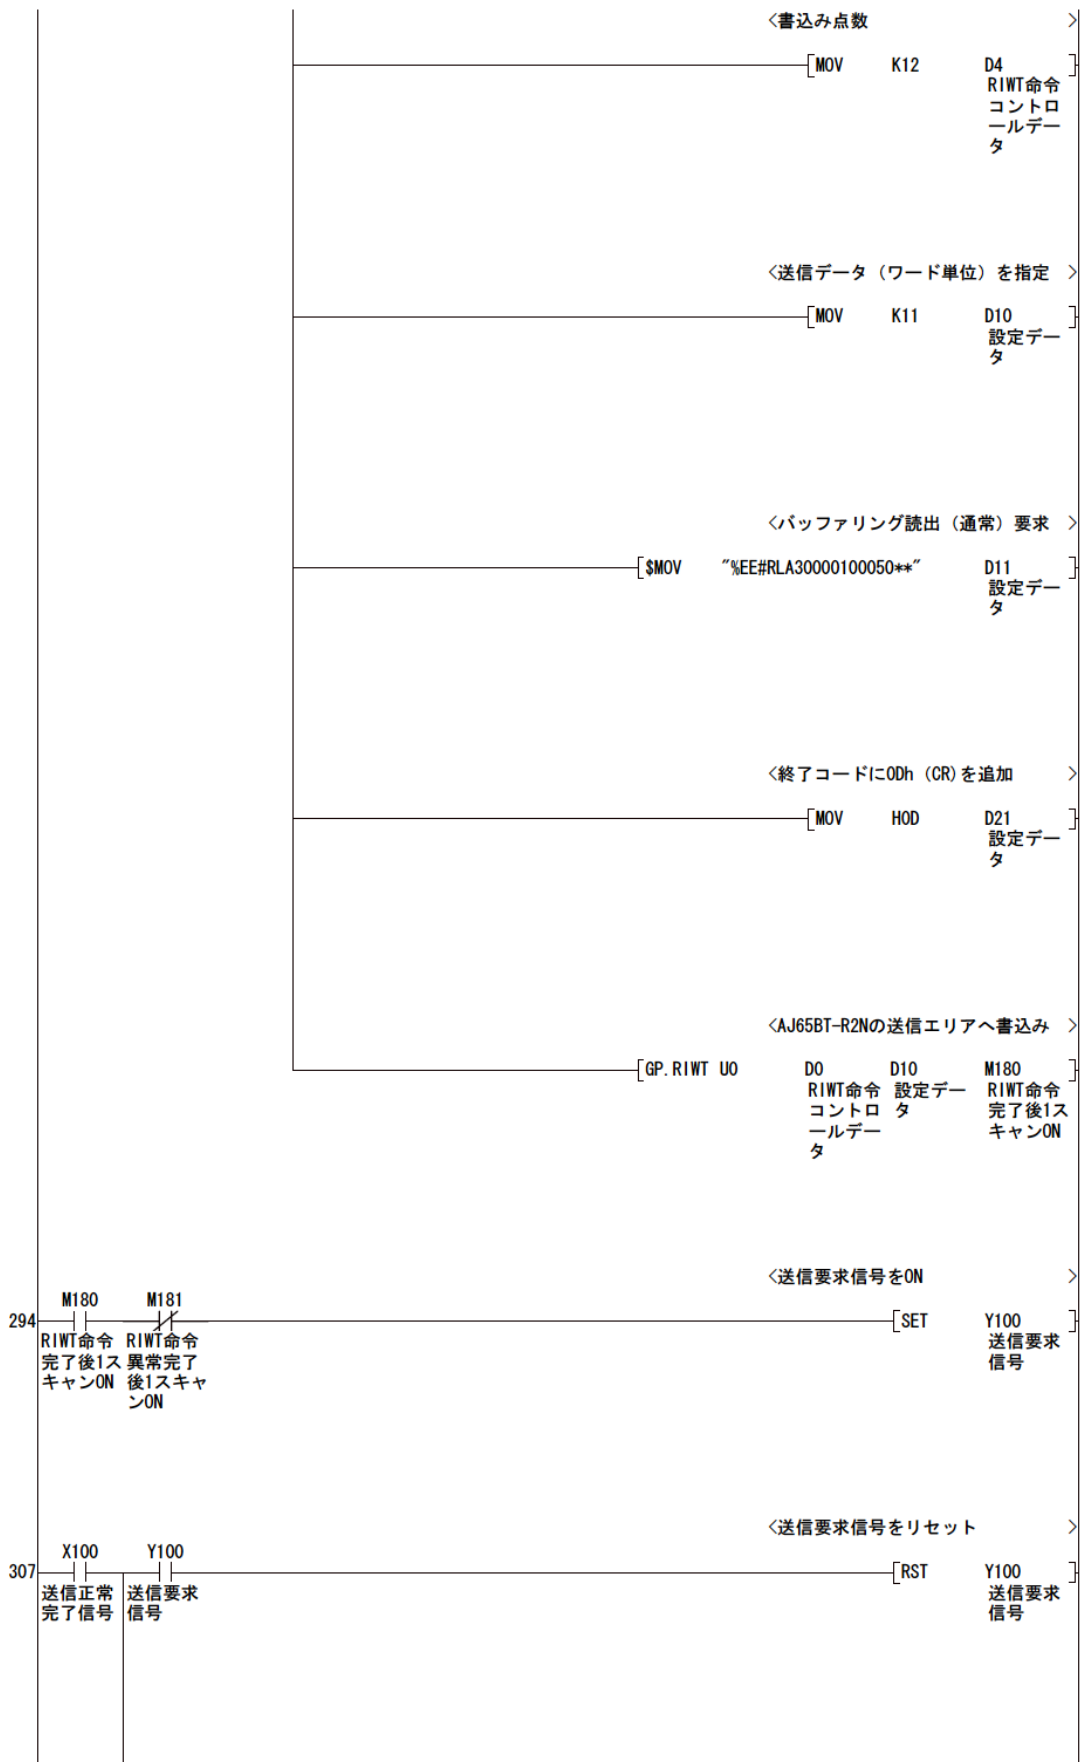 <書込み点数 >
[MOV K12 D4 ]
RIWT命令
コントロ
ールデー
タ
<送信データ（ワード単位）を指定 >
[MOV K11 D10 ]
設定デー
タ
<バッファリング読出（通常）要求 >
[$MOV "%EE#RLA30000100050**" D11 ]
設定デー
タ
<終了コードに0Dh（CR)を追加 >
[MOV H0D D21 ]
設定デー
タ
<AJ65BT-R2Nの送信エリアへ書込み >
[GP.RIWT U0 D0 D10 M180 ]
RIWT命令 設定デー RIWT命令
コントロ タ 完了後1ス
ールデー キャンON
タ
<送信要求信号をON >
M180 M181
294 [SET Y100 ]
RIWT命令 RIWT命令 送信要求
完了後1ス 異常完了 信号
キャンON 後1スキャ
ンON
<送信要求信号をリセット >
X100 Y100
307 [RST Y100 ]
送信正常 送信要求 送信要求
完了信号 信号 信号